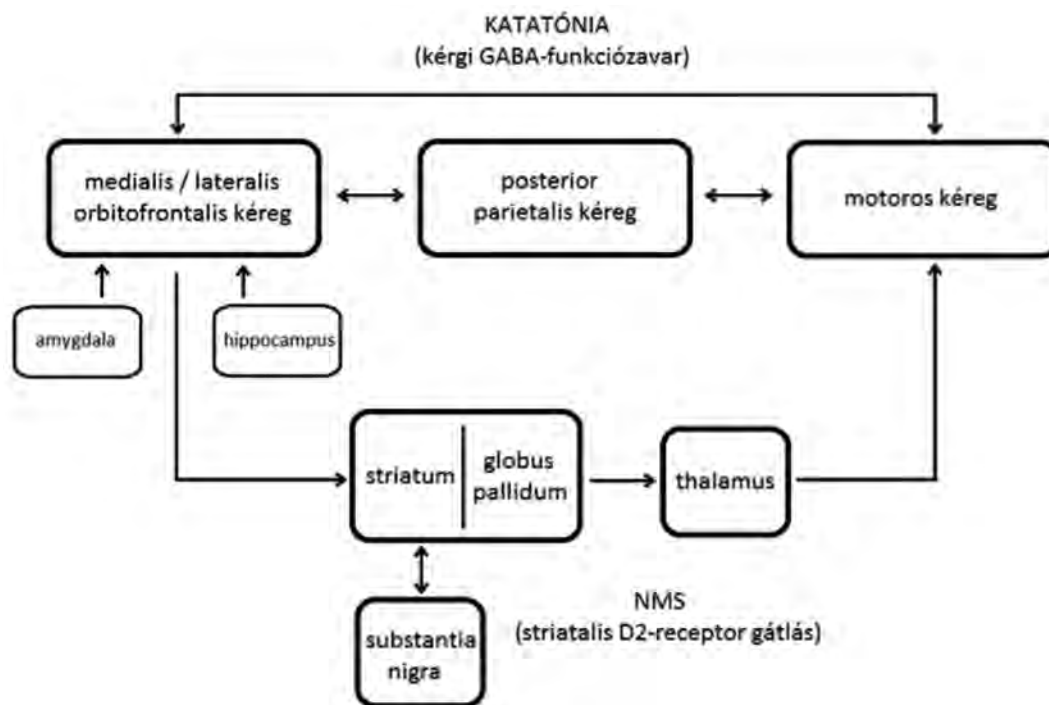 KATATÓNIA
(kérgi GABA-funkciózavar)
medialis / lateralis
orbitofrontalis kéreg
posterior
parietalis kéreg
motoros kéreg
amygdala
hippocampus
striatum
globus
pallidum
thalamus
substantia
nigra
NMS
(striatalis D2-receptor gátlás)